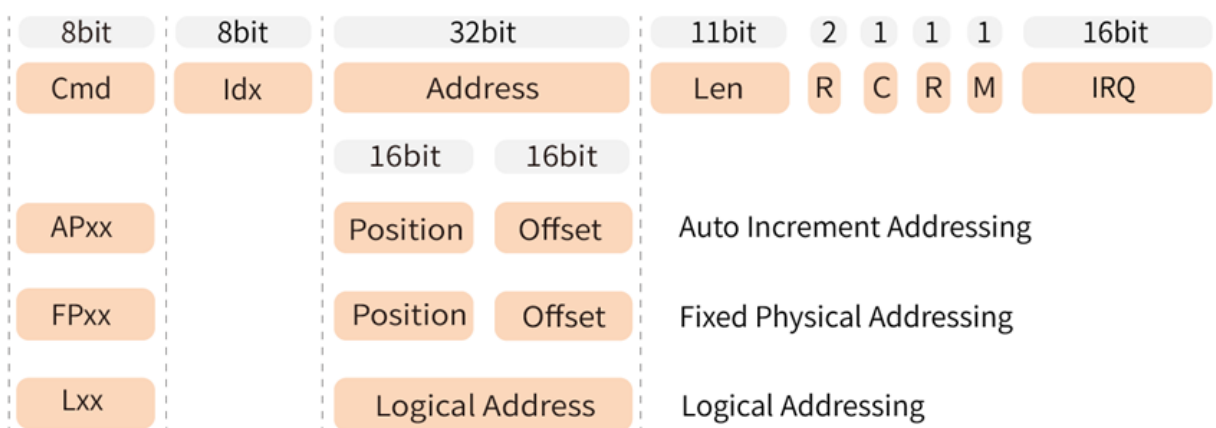 8bit 8bit 32bit 11bit 2 1 1 1 16bit
Cmd Idx Address Len R C R M IRQ
16bit 16bit
APxx Position Offset Auto Increment Addressing
FPxx Position Offset Fixed Physical Addressing
Lxx Logical Address Logical Addressing